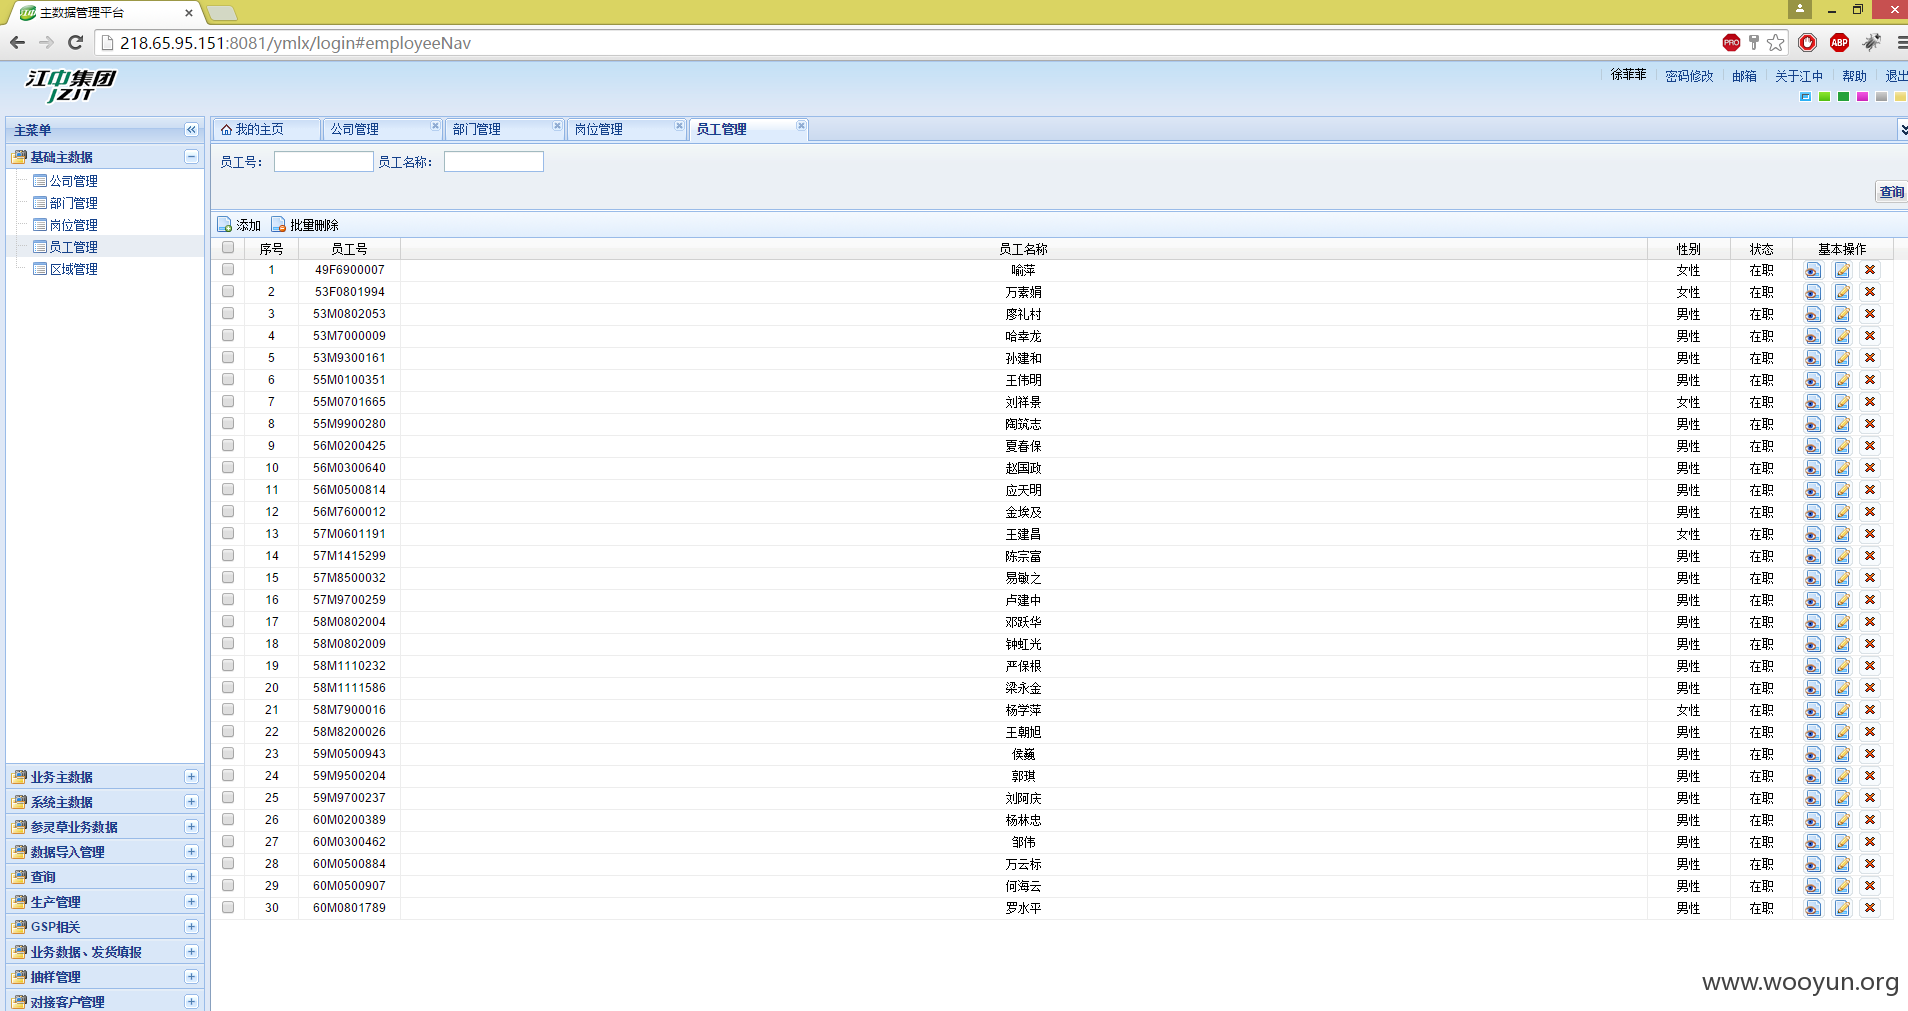 主数据管理平台
218.65.95.151:8081/ymlx/login#employeeNav
PRO
ABP
江中集团
JZJT
徐菲菲 密码修改 邮箱 关于江中 帮助 退出
主菜单
基础主数据
公司管理
部门管理
岗位管理
员工管理
区域管理
业务主数据
系统主数据
参灵草业务数据
数据导入管理
查询
生产管理
GSP相关
业务数据、发货填报
抽样管理
对接客户管理
我的主页 公司管理 部门管理 岗位管理 员工管理
员工号: 员工名称:
查询
添加 批量删除
序号 员工号 员工名称 性别 状态 基本操作
1 49F6900007 喻萍 女性 在职
2 53F0801994 万素娟 女性 在职
3 53M0802053 廖礼村 男性 在职
4 53M7000009 哈幸龙 男性 在职
5 53M9300161 孙建和 男性 在职
6 55M0100351 王伟明 男性 在职
7 55M0701665 刘祥景 女性 在职
8 55M9900280 陶筑志 男性 在职
9 56M0200425 夏春保 男性 在职
10 56M0300640 赵国政 男性 在职
11 56M0500814 应天明 男性 在职
12 56M7600012 金埃及 男性 在职
13 57M0601191 王建昌 女性 在职
14 57M1415299 陈宗富 男性 在职
15 57M8500032 易敏之 男性 在职
16 57M9700259 卢建中 男性 在职
17 58M0802004 邓跃华 男性 在职
18 58M0802009 钟虹光 男性 在职
19 58M1110232 严保根 男性 在职
20 58M1111586 梁永金 男性 在职
21 58M7900016 杨学萍 女性 在职
22 58M8200026 王朝旭 男性 在职
23 59M0500943 侯巍 男性 在职
24 59M9500204 郭琪 男性 在职
25 59M9700237 刘阿庆 男性 在职
26 60M0200389 杨林忠 男性 在职
27 60M0300462 邹伟 男性 在职
28 60M0500884 万云标 男性 在职
29 60M0500907 何海云 男性 在职
30 60M0801789 罗水平 男性 在职
www.wooyun.org